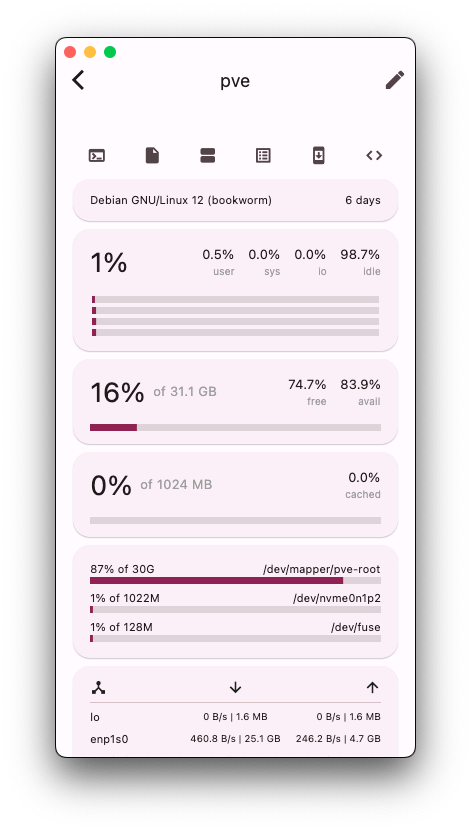 pve
Debian GNU/Linux 12 (bookworm) 6 days
1% 0.5% 0.0% 0.0% 98.7%
user sys io idle
16% of 31.1 GB 74.7% 83.9%
free avail
0% of 1024 MB 0.0%
cached
87% of 30G /dev/mapper/pve-root
1% of 1022M /dev/nvme0n1p2
1% of 128M /dev/fuse
lo 0 B/s | 1.6 MB 0 B/s | 1.6 MB
enp1s0 460.8 B/s | 25.1 GB 246.2 B/s | 4.7 GB